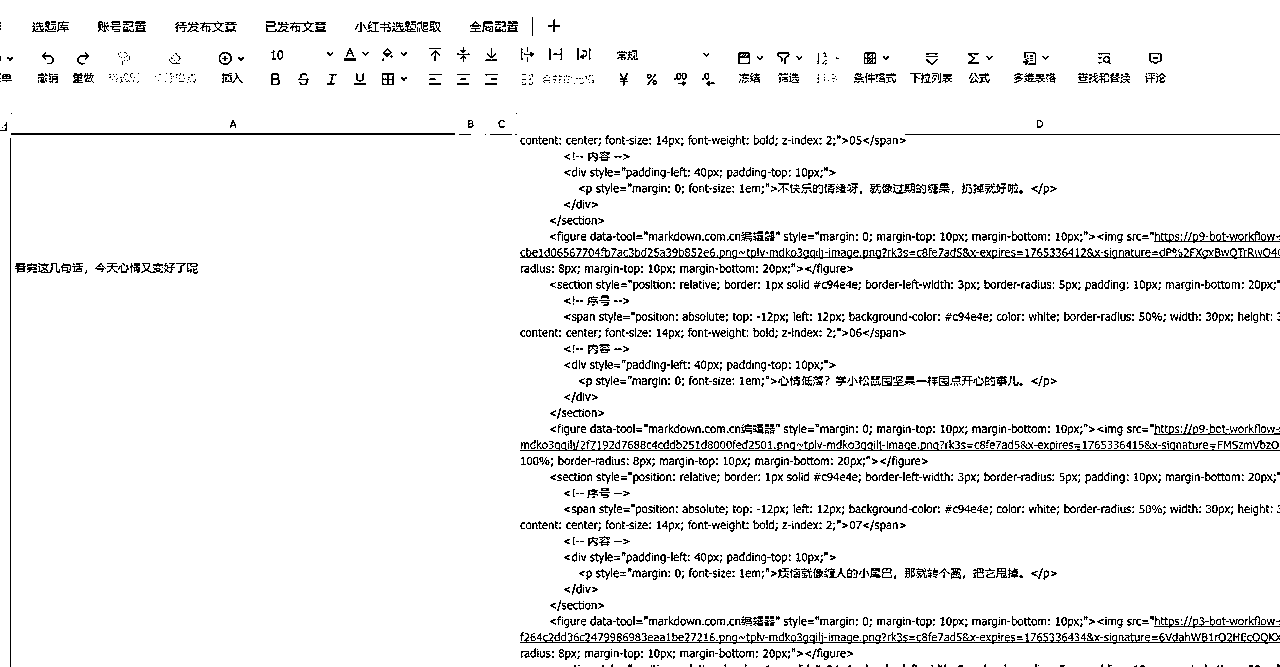 选题库 账号配置 待发布文章 已发布文章 小红书选题爬取 全局配置 +
10 A 常规
撤销 重做 插入 B S I U ¥ % .00 .0 冻结 筛选 条件格式 下拉列表 公式 多维表格 查找和替换 评论
A B C D
content: center; font-size: 14px; font-weight: bold; z-index: 2;">05</span>
<!-- 内容 -->
<div style="padding-left: 40px; padding-top: 10px;">
<p style="margin: 0; font-size: 1em;">不快乐的情绪呀，就像过期的糖果，扔掉就好啦。</p>
</div>
</section>
<figure data-tool="markdown.com.cn编辑器" style="margin: 0; margin-top: 10px; margin-bottom: 10px;"><img src="https://p9-bot-workflow-s
cbe1d06567704fb7ac3bd25a39b852e6.png~tplv-mdko3gqilj-image.png?rk3s=c8fe7ad5&x-expires=1765336412&x-signature=dP%2FXgxBwQTrRwO4
看完这几句话，今天心情又变好了呢
radius: 8px; margin-top: 10px; margin-bottom: 20px;"></figure>
<section style="position: relative; border: 1px solid #c94e4e; border-left-width: 3px; border-radius: 5px; padding: 10px; margin-bottom: 20px;"
<!-- 序号 -->
<span style="position: absolute; top: -12px; left: 12px; background-color: #c94e4e; color: white; border-radius: 50%; width: 30px; height: 3
content: center; font-size: 14px; font-weight: bold; z-index: 2;">06</span>
<!-- 内容 -->
<div style="padding-left: 40px; padding-top: 10px;">
<p style="margin: 0; font-size: 1em;">心情低落？学小松鼠囤坚果一样囤点开心的事儿。</p>
</div>
</section>
<figure data-tool="markdown.com.cn编辑器" style="margin: 0; margin-top: 10px; margin-bottom: 10px;"><img src="https://p9-bot-workflow-s
mdko3gqilj/2f7192d7688c4cddb251d8000fed2501.png~tplv-mdko3gqilj-image.png?rk3s=c8fe7ad5&x-expires=1765336415&x-signature=FMSzmVbzO
100%; border-radius: 8px; margin-top: 10px; margin-bottom: 20px;"></figure>
<section style="position: relative; border: 1px solid #c94e4e; border-left-width: 3px; border-radius: 5px; padding: 10px; margin-bottom: 20px;"
<!-- 序号 -->
<span style="position: absolute; top: -12px; left: 12px; background-color: #c94e4e; color: white; border-radius: 50%; width: 30px; height: 3
content: center; font-size: 14px; font-weight: bold; z-index: 2;">07</span>
<!-- 内容 -->
<div style="padding-left: 40px; padding-top: 10px;">
<p style="margin: 0; font-size: 1em;">烦恼就像缠人的小尾巴，那就转个圈，把它甩掉。</p>
</div>
</section>
<figure data-tool="markdown.com.cn编辑器" style="margin: 0; margin-top: 10px; margin-bottom: 10px;"><img src="https://p3-bot-workflow-s
f264c2dd36c2479986983eaa1be27216.png~tplv-mdko3gqilj-image.png?rk3s=c8fe7ad5&x-expires=1765336434&x-signature=6VdahWB1rQ2HEcOQK
radius: 8px; margin-top: 10px; margin-bottom: 20px;"></figure>